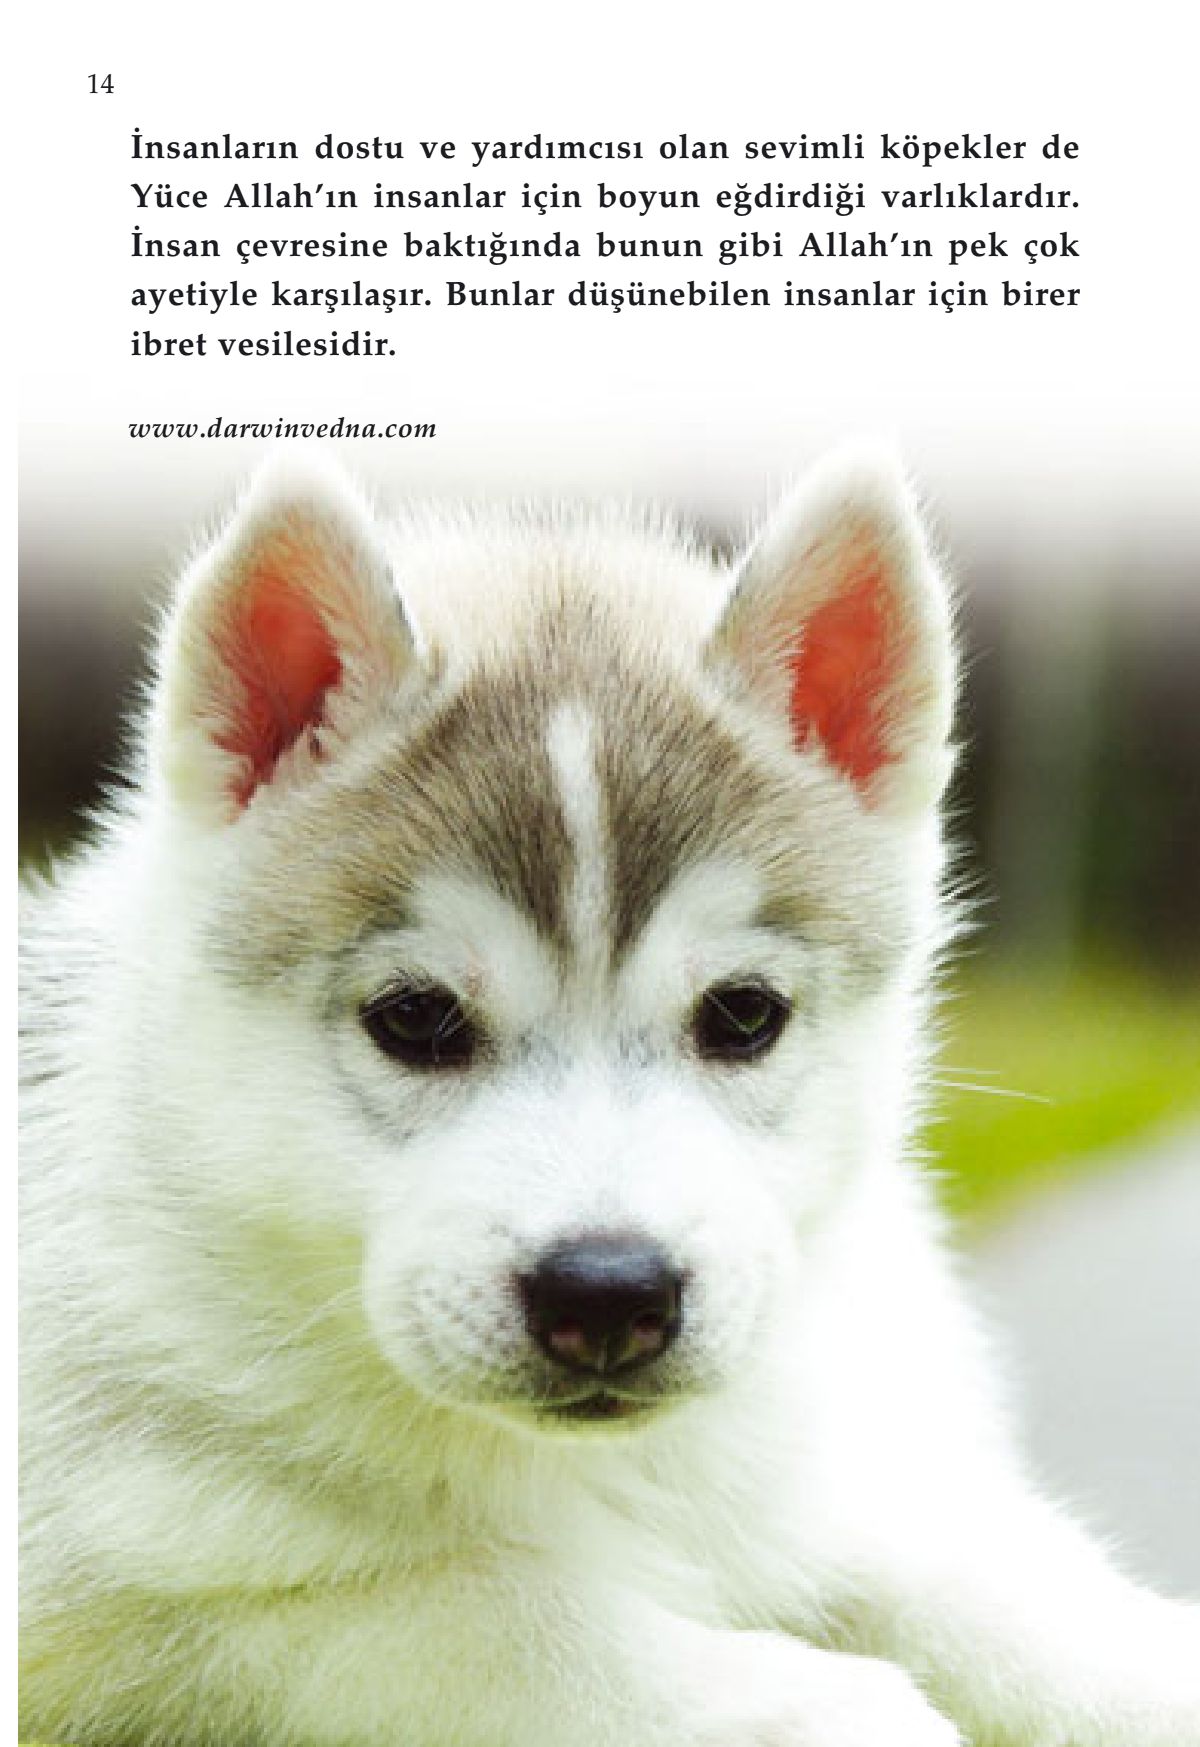 14
İnsanların dostu ve yardımcısı olan sevimli köpekler de
Yüce Allah’ın insanlar için boyun eğdirdiği varlıklardır.
İnsan çevresine baktığında bunun gibi Allah’ın pek çok
ayetiyle karşılaşır. Bunlar düşünebilen insanlar için birer
ibret vesilesidir.
www.darwinvedna.com